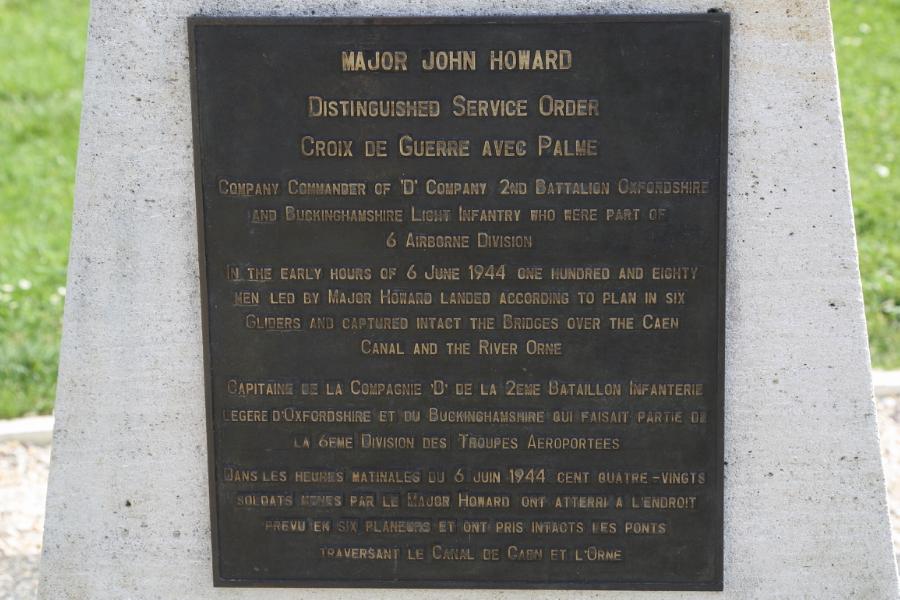 MAJOR JOHN HOWARD
DISTINGUISHED SERVICE ORDER
CROIX DE GUERRE AVEC PALME
COMPANY COMMANDER OF 'D' COMPANY 2ND BATTALION OXFORDSHIRE
AND BUCKINGHAMSHIRE LIGHT INFANTRY WHO WERE PART OF
6 AIRBORNE DIVISION
IN THE EARLY HOURS OF 6 JUNE 1944 ONE HUNDRED AND EIGHTY
MEN LED BY MAJOR HOWARD LANDED ACCORDING TO PLAN IN SIX
GLIDERS AND CAPTURED INTACT THE BRIDGES OVER THE CAEN
CANAL AND THE RIVER ORNE
CAPITAINE DE LA COMPAGNIE 'D' DE LA 2EME BATAILLON INFANTERIE
LEGERE D'OXFORDSHIRE ET DU BUCKINGHAMSHIRE QUI FAISAIT PARTIE DE
LA 6EME DIVISION DES TROUPES AEROPORTEES
DANS LES HEURES MATINALES DU 6 JUIN 1944 CENT QUATRE-VINGTS
SOLDATS MENES PAR LE MAJOR HOWARD ONT ATTERRI A L'ENDROIT
PREVU EN SIX PLANEURS ET ONT PRIS INTACTS LES PONTS
TRAVERSANT LE CANAL DE CAEN ET L'ORNE